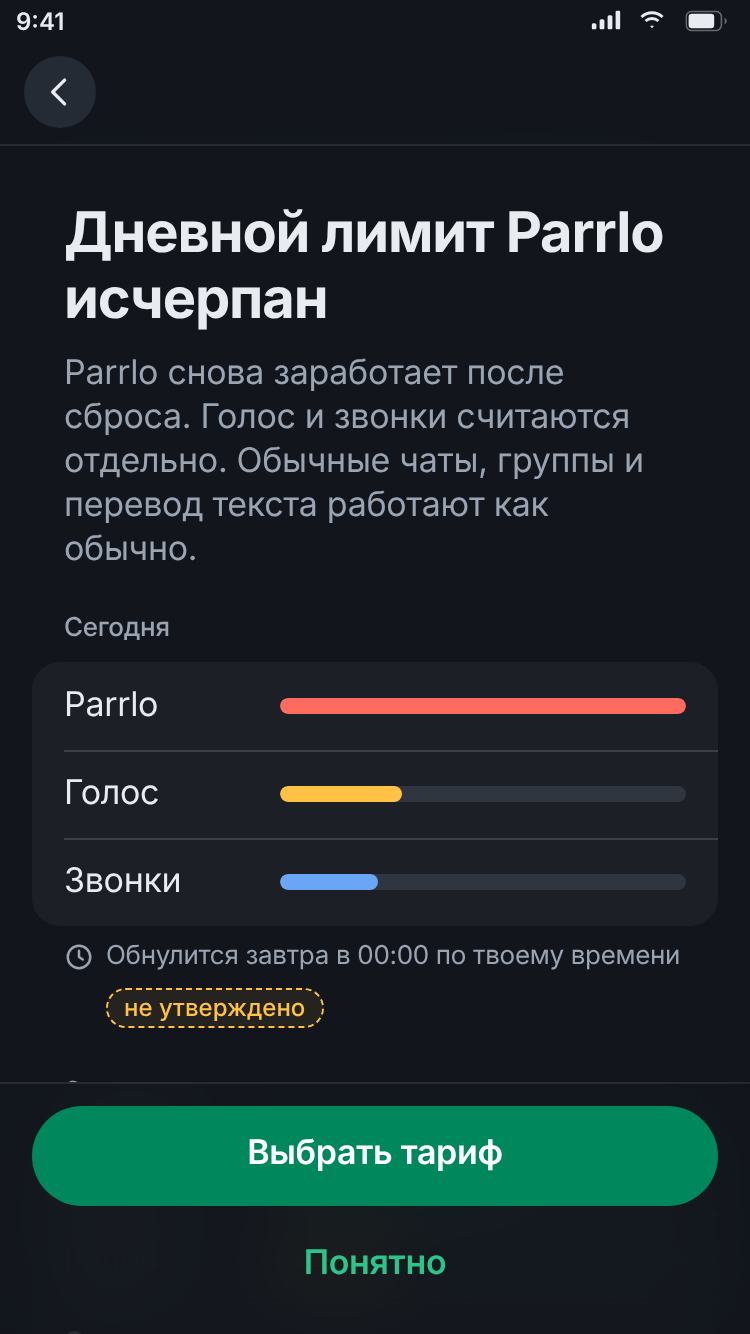 9:41
Дневной лимит Parrlo
исчерпан
Parrlo снова заработает после
сброса. Голос и звонки считаются
отдельно. Обычные чаты, группы и
перевод текста работают как
обычно.
Сегодня
Parrlo
Голос
Звонки
Обнулится завтра в 00:00 по твоему времени
не утверждено
Выбрать тариф
Понятно